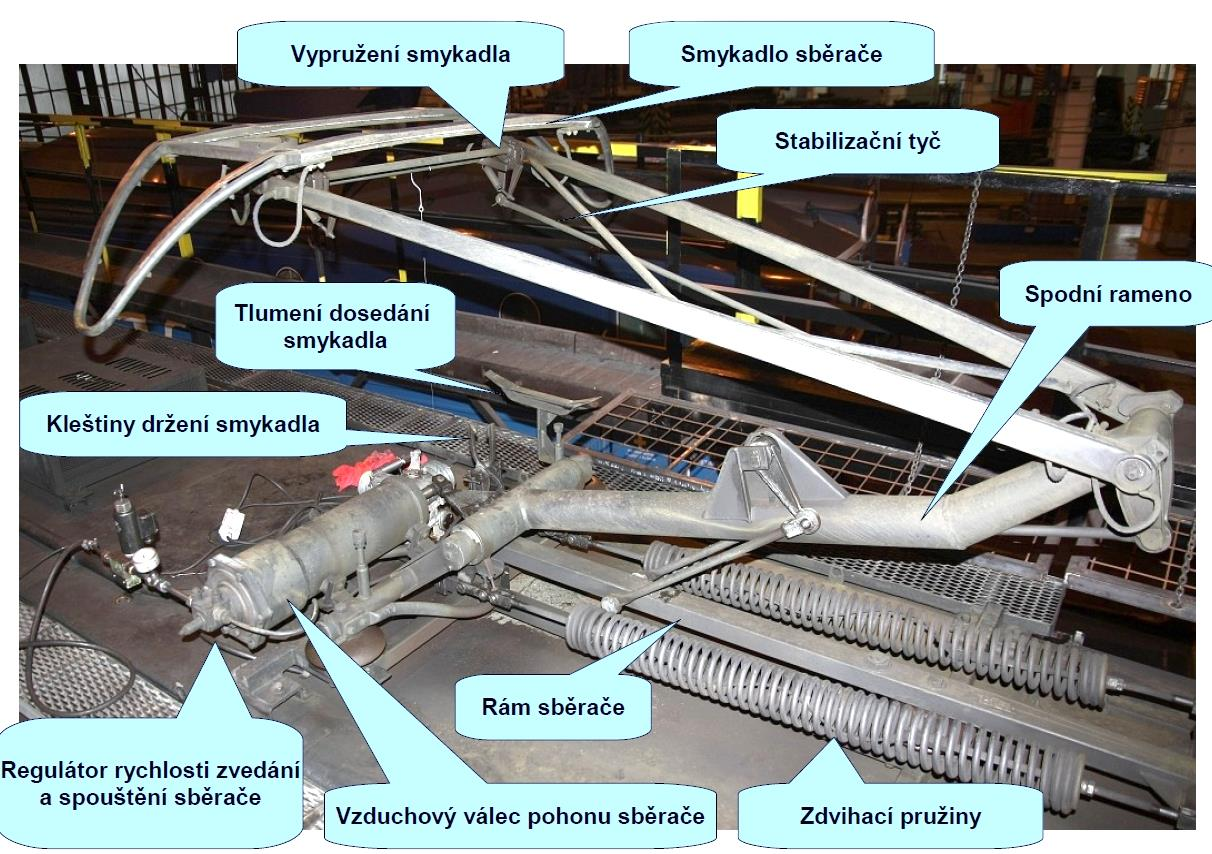 Vypružení smykadla
Smykadlo sběrače
Stabilizační tyč
Spodní rameno
Tlumení dosedání
smykadla
Kleštiny držení smykadla
Rám sběrače
Regulátor rychlosti zvedání
a spouštění sběrače
Vzduchový válec pohonu sběrače
Zdvihací pružiny